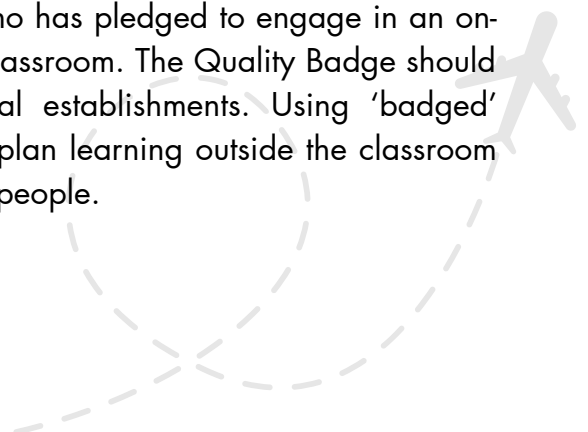 ho has pledged to engage in an on-
assroom. The Quality Badge should
al establishments. Using ‘badged’
plan learning outside the classroom
people.